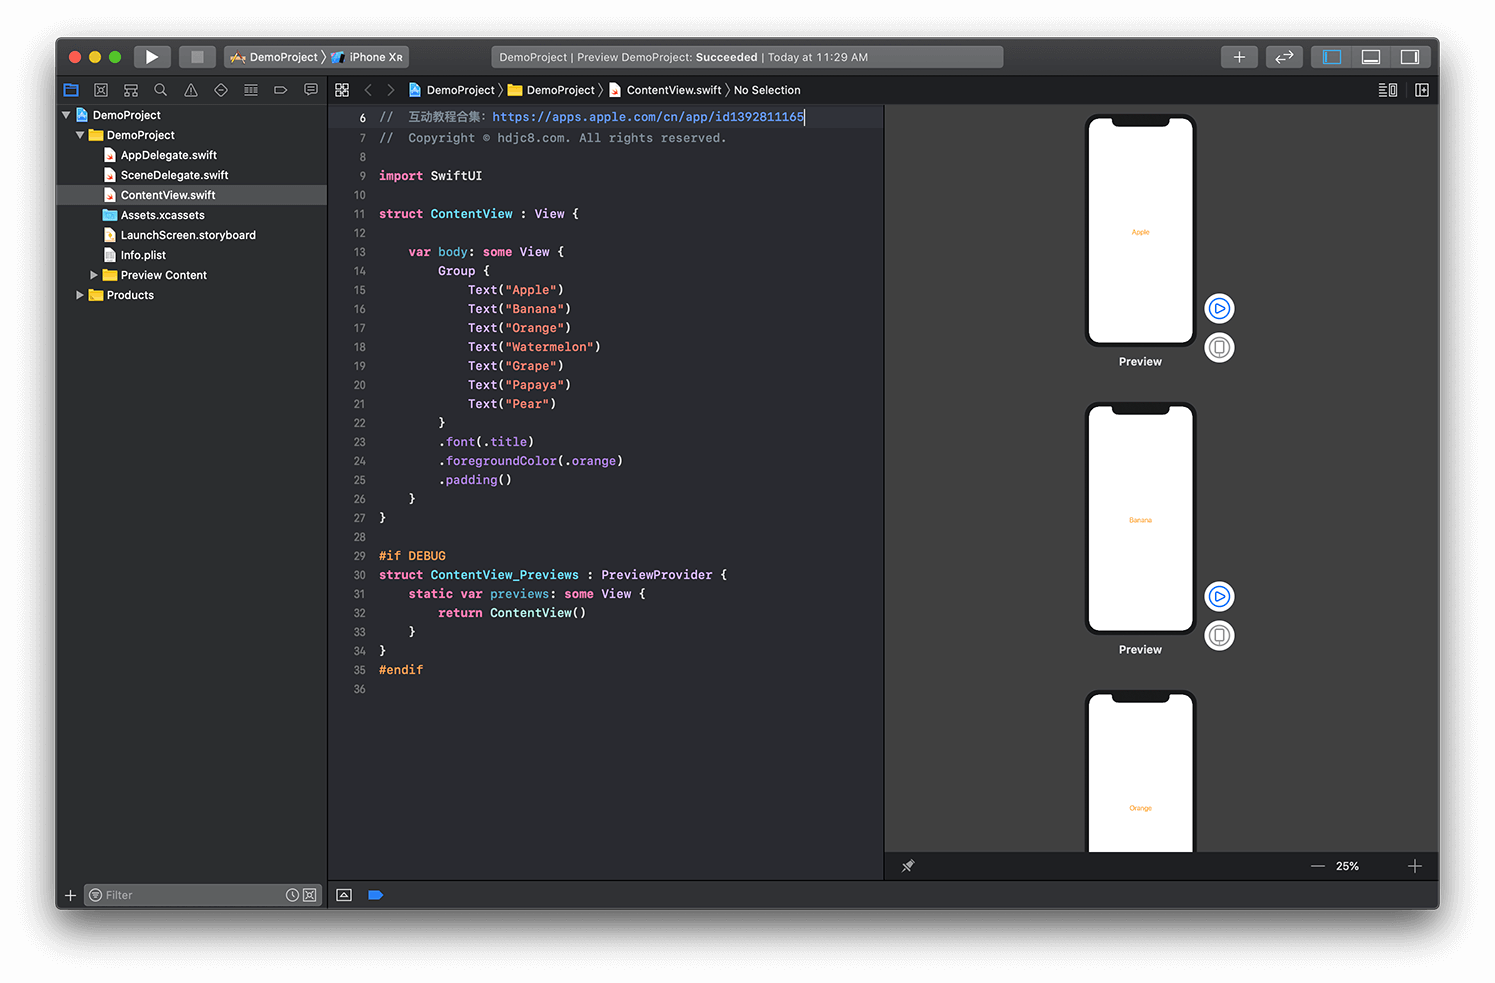 DemoProject iPhone XR
DemoProject | Preview DemoProject: Succeeded | Today at 11:29 AM
DemoProject DemoProject ContentView.swift No Selection
DemoProject
DemoProject
AppDelegate.swift
SceneDelegate.swift
ContentView.swift
Assets.xcassets
LaunchScreen.storyboard
Info.plist
Preview Content
Products
Filter
6 // 互动教程合集：https://apps.apple.com/cn/app/id1392811165
7 // Copyright © hdjc8.com. All rights reserved.
8
9 import SwiftUI
10
11 struct ContentView : View {
12
13 var body: some View {
14 Group {
15 Text("Apple")
16 Text("Banana")
17 Text("Orange")
18 Text("Watermelon")
19 Text("Grape")
20 Text("Papaya")
21 Text("Pear")
22 }
23 .font(.title)
24 .foregroundColor(.orange)
25 .padding()
26 }
27 }
28
29 #if DEBUG
30 struct ContentView_Previews : PreviewProvider {
31 static var previews: some View {
32 return ContentView()
33 }
34 }
35 #endif
36
Apple
Preview
Banana
Preview
Orange
25%